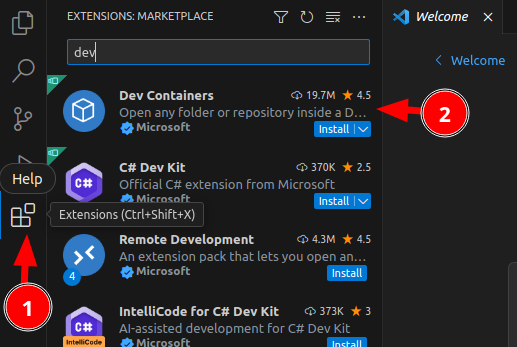 EXTENSIONS: MARKETPLACE
Welcome
dev
Welcome
Dev Containers 19.7M 4.5
Open any folder or repository inside a D...
Microsoft Install
2
C# Dev Kit 370K 2.5
Official C# extension from Microsoft
Install
Help
C#
Extensions (Ctrl+Shift+X)
Remote Development 4.3M 4.5
An extension pack that lets you open an...
4
Microsoft Install
1
IntelliCode for C# Dev Kit 373K 3
AI-assisted development for C# Dev Kit
C#
IntelliCode
Microsoft Install